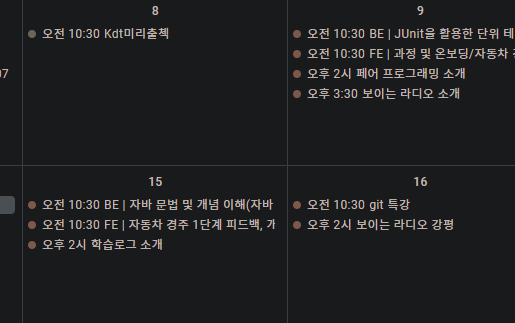 8
오전 10:30 Kdt미리출첵
9
오전 10:30 BE | JUnit을 활용한 단위 테
오전 10:30 FE | 과정 및 온보딩/자동차
오후 2시 페어 프로그래밍 소개
오후 3:30 보이는 라디오 소개
07
15
오전 10:30 BE | 자바 문법 및 개념 이해(자바
오전 10:30 FE | 자동차 경주 1단계 피드백, 가
오후 2시 학습로그 소개
16
오전 10:30 git 특강
오후 2시 보이는 라디오 강평